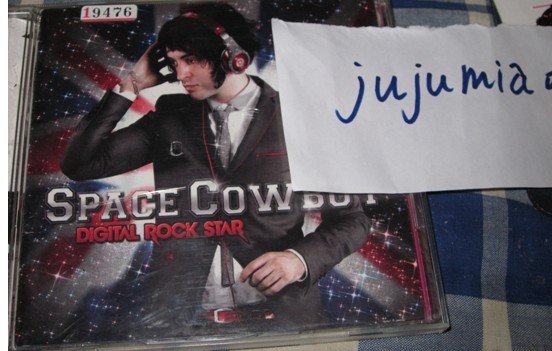 19476
jujumia
SPACE COWBOY
DIGITAL ROCK STAR